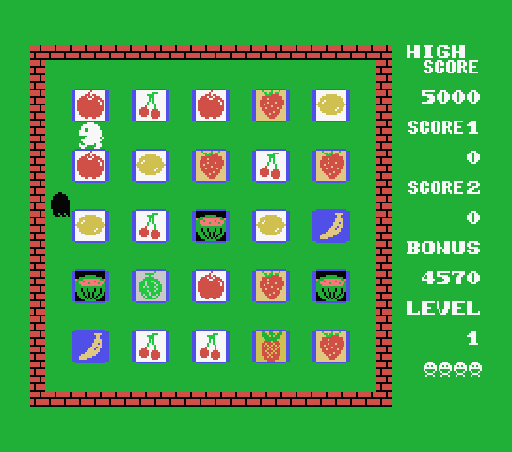 HIGH
SCORE
5000
SCORE1
0
SCORE2
0
BONUS
4570
LEVEL
1